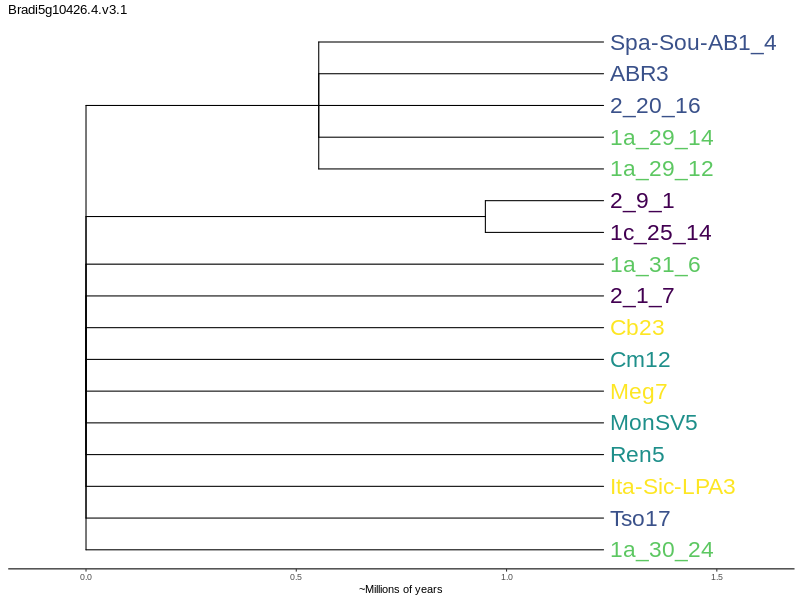 Bradi5g10426.4.v3.1
Spa-Sou-AB1_4
ABR3
2_20_16
1a_29_14
1a_29_12
2_9_1
1c_25_14
1a_31_6
2_1_7
Cb23
Cm12
Meg7
MonSV5
Ren5
Ita-Sic-LPA3
Tso17
1a_30_24
0.0 0.5 1.0 1.5
~Millions of years